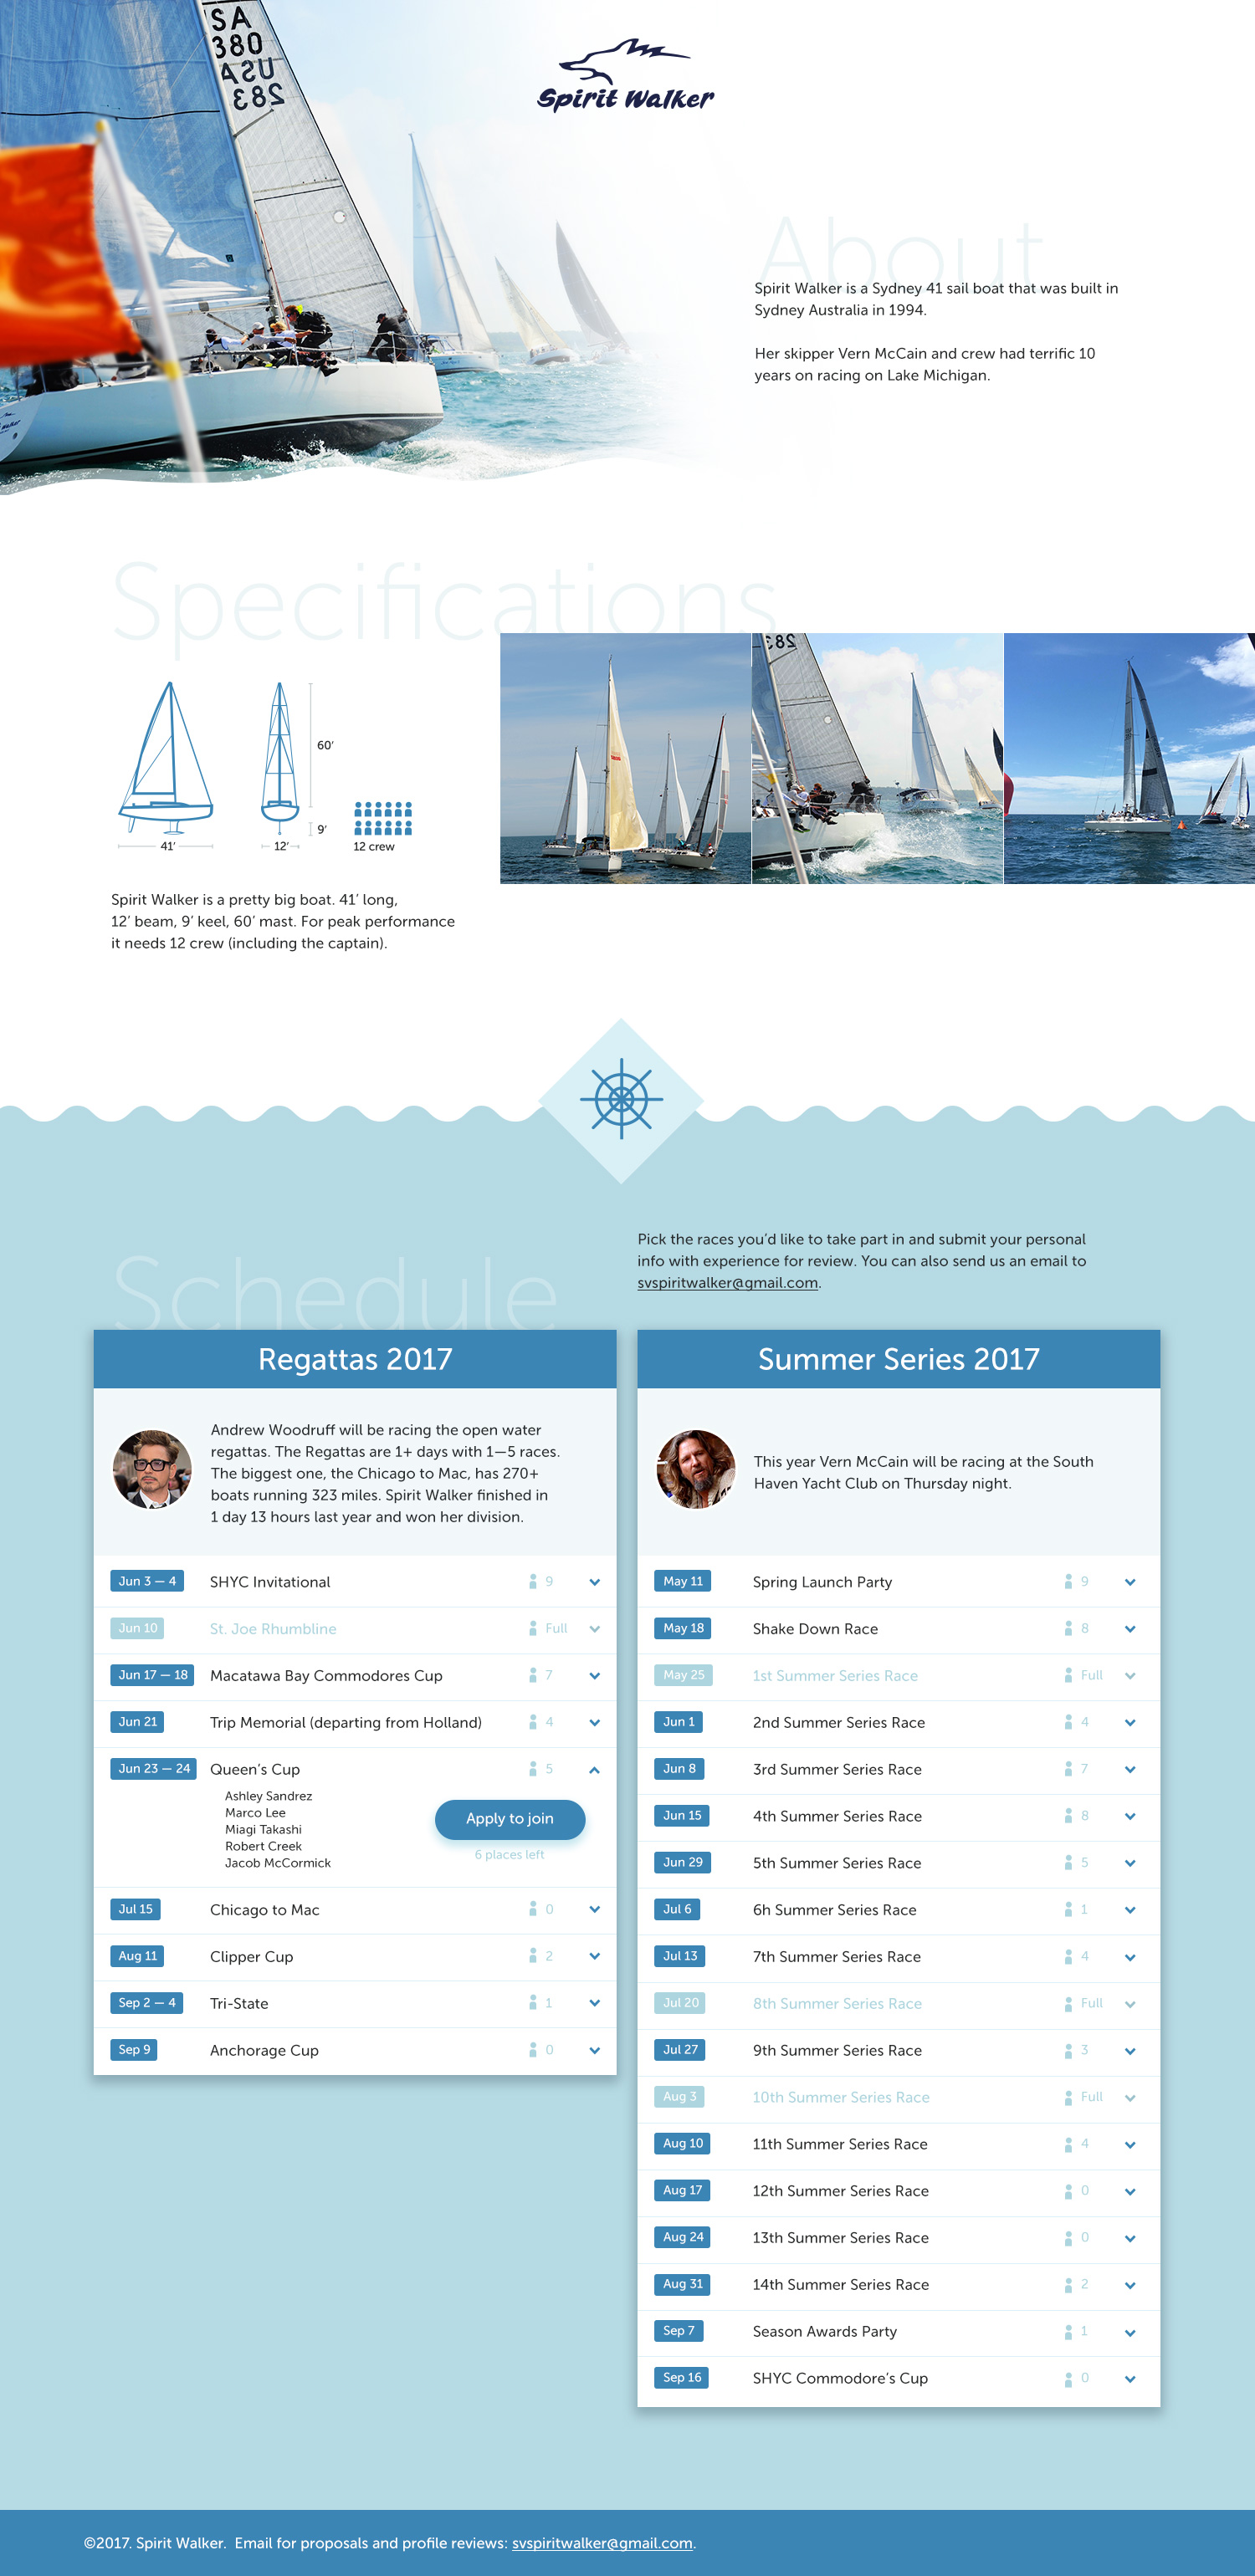 SA
380
USA
283
Spirit Walker
About
Spirit Walker is a Sydney 41 sail boat that was built in
Sydney Australia in 1994.
Her skipper Vern McCain and crew had terrific 10
years on racing on Lake Michigan.
Specifications
283
60’
9’
41’
12’
12 crew
Spirit Walker is a pretty big boat. 41’ long,
12’ beam, 9’ keel, 60’ mast. For peak performance
it needs 12 crew (including the captain).
Schedule
Pick the races you’d like to take part in and submit your personal
info with experience for review. You can also send us an email to
svspiritwalker@gmail.com.
Regattas 2017
Andrew Woodruff will be racing the open water
regattas. The Regattas are 1+ days with 1—5 races.
The biggest one, the Chicago to Mac, has 270+
boats running 323 miles. Spirit Walker finished in
1 day 13 hours last year and won her division.
Jun 3 — 4 SHYC Invitational 9
Jun 10 St. Joe Rhumbline Full
Jun 17 — 18 Macatawa Bay Commodores Cup 7
Jun 21 Trip Memorial (departing from Holland) 4
Jun 23 — 24 Queen’s Cup 5
Ashley Sandrez
Marco Lee
Miagi Takashi
Robert Creek
Jacob McCormick
Apply to join
6 places left
Jul 15 Chicago to Mac 0
Aug 11 Clipper Cup 2
Sep 2 — 4 Tri-State 1
Sep 9 Anchorage Cup 0
Summer Series 2017
This year Vern McCain will be racing at the South
Haven Yacht Club on Thursday night.
May 11 Spring Launch Party 9
May 18 Shake Down Race 8
May 25 1st Summer Series Race Full
Jun 1 2nd Summer Series Race 4
Jun 8 3rd Summer Series Race 7
Jun 15 4th Summer Series Race 8
Jun 29 5th Summer Series Race 5
Jul 6 6h Summer Series Race 1
Jul 13 7th Summer Series Race 4
Jul 20 8th Summer Series Race Full
Jul 27 9th Summer Series Race 3
Aug 3 10th Summer Series Race Full
Aug 10 11th Summer Series Race 4
Aug 17 12th Summer Series Race 0
Aug 24 13th Summer Series Race 0
Aug 31 14th Summer Series Race 2
Sep 7 Season Awards Party 1
Sep 16 SHYC Commodore’s Cup 0
©2017. Spirit Walker. Email for proposals and profile reviews: svspiritwalker@gmail.com.